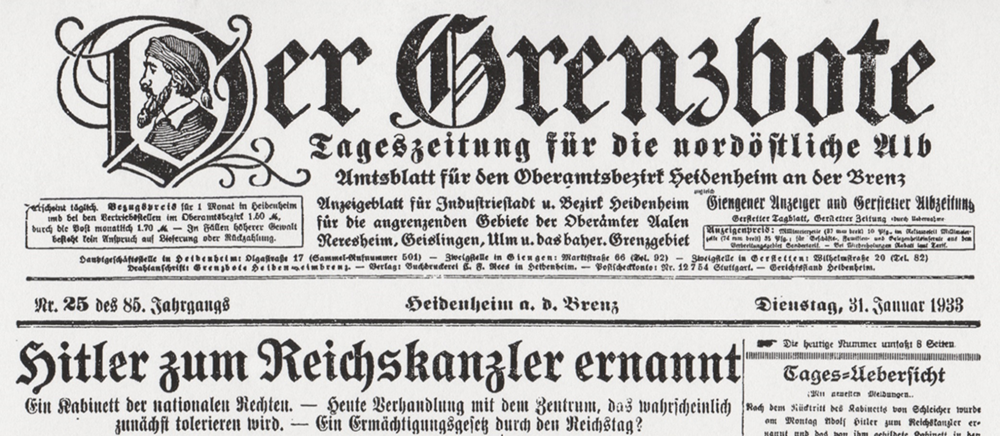 Der Grenzbote
Tageszeitung für die nordöstliche Alb
Amtsblatt für den Oberamtsbezirk Heidenheim an der Brenz
erscheint täglich. Bezugspreis für 1 Monat in Heidenheim
und bei den Vertriebsstellen im Oberamtsbezirk 1.50 ℳ,
durch die Post monatlich 1.70 ℳ — In Fällen höherer Gewalt
besteht kein Anspruch auf Lieferung oder Rückzahlung.
Anzeigeblatt für Industriestadt u. Bezirk Heidenheim
für die angrenzenden Gebiete der Oberämter Aalen
Neresheim, Geislingen, Ulm u. das bayer. Grenzgebiet
zugleich
Giengener Anzeiger und Gerstetter Albzeitung
Gerstetter Tagblatt, Gerstetter Zeitung durch Uebernahme
Anzeigenpreis: Millimeterzeile (37 mm breit) 10 Pfg., im Reklameteil Millimeter-
zeile (74 mm breit) 35 Pfg.; für Geschäfts-, Familien- und Gelegenheitsinserate aus dem
Verbreitungsgebiet Sondertarif. — Bei Wiederholungen Rabatt laut Tarif.
Hauptgeschäftsstelle in Heidenheim: Olgastraße 17 (Sammel-Rufnummer 501) — Zweigstelle in Giengen: Marktstraße 66 (Tel. 92) — Zweigstelle in Gerstetten: Wilhelmstraße 20 (Tel. 82)
Drahtanschrift: Grenzbote Heidenheimbrenz. — Verlag: Buchdruckerei C. F. Rees in Heidenheim. — Postscheckkonto: Nr. 12754 Stuttgart. — Gerichtsstand Heidenheim.
Nr. 25 des 85. Jahrgangs
Heidenheim a. d. Brenz
Dienstag, 31. Januar 1933
Hitler zum Reichskanzler ernannt
Ein Kabinett der nationalen Rechten. — Heute Verhandlung mit dem Zentrum, das wahrscheinlich
zunächst tolerieren wird. — Ein Ermächtigungsgesetz durch den Reichstag?
Die heutige Nummer umfaßt 8 Seiten.
Tages-Uebersicht
Mit neuesten Meldungen.
Nach dem Rücktritt des Kabinetts von Schleicher wurde
am Montag Adolf Hitler zum Reichskanzler er-
nannt und das von ihm gebildete Kabinett in den